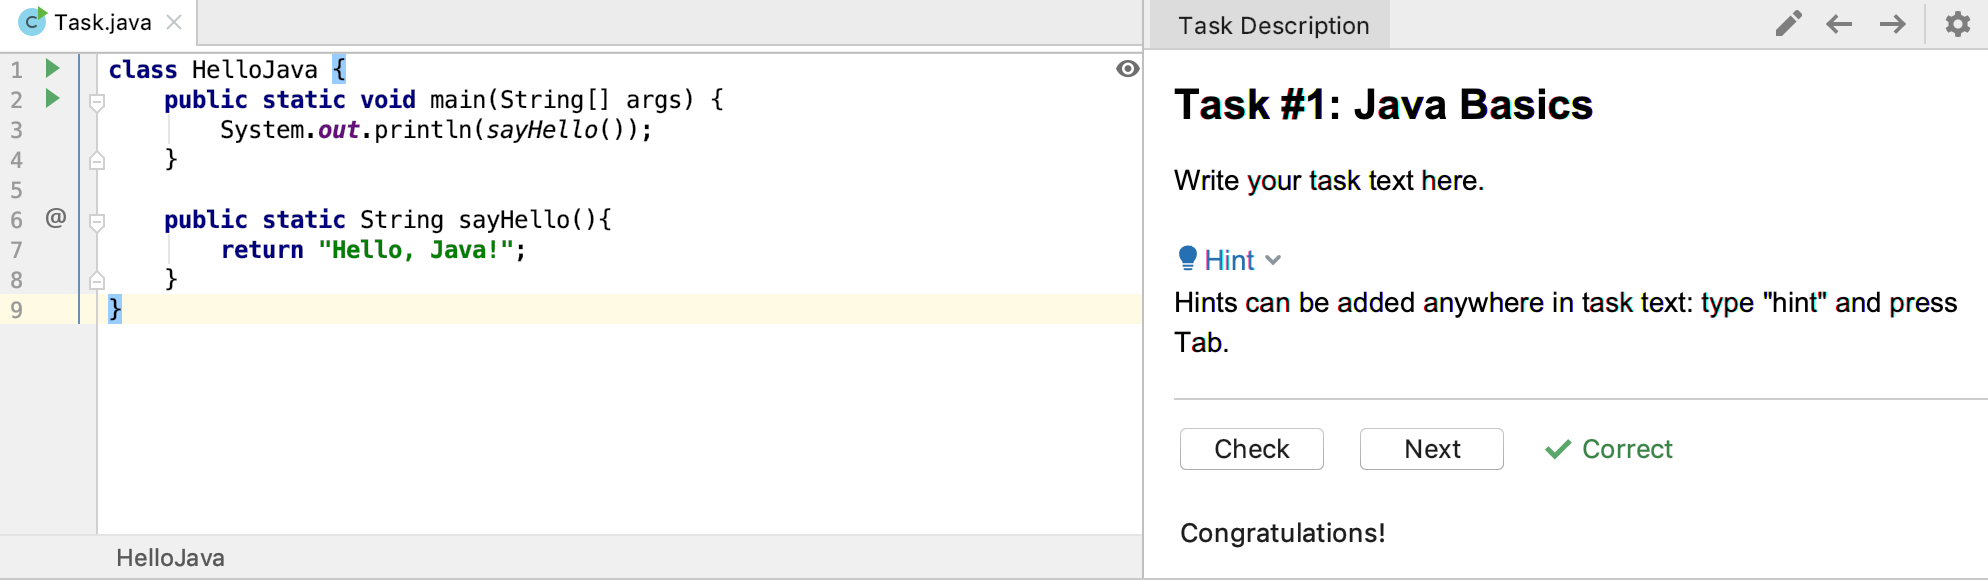 Task.java
1 class HelloJava {
2     public static void main(String[] args) {
3         System.out.println(sayHello());
4     }
5
6 @     public static String sayHello(){
7         return "Hello, Java!";
8     }
9 }
HelloJava
Task Description
Task #1: Java Basics
Write your task text here.
Hint
Hints can be added anywhere in task text: type "hint" and press
Tab.
Check Next Correct
Congratulations!